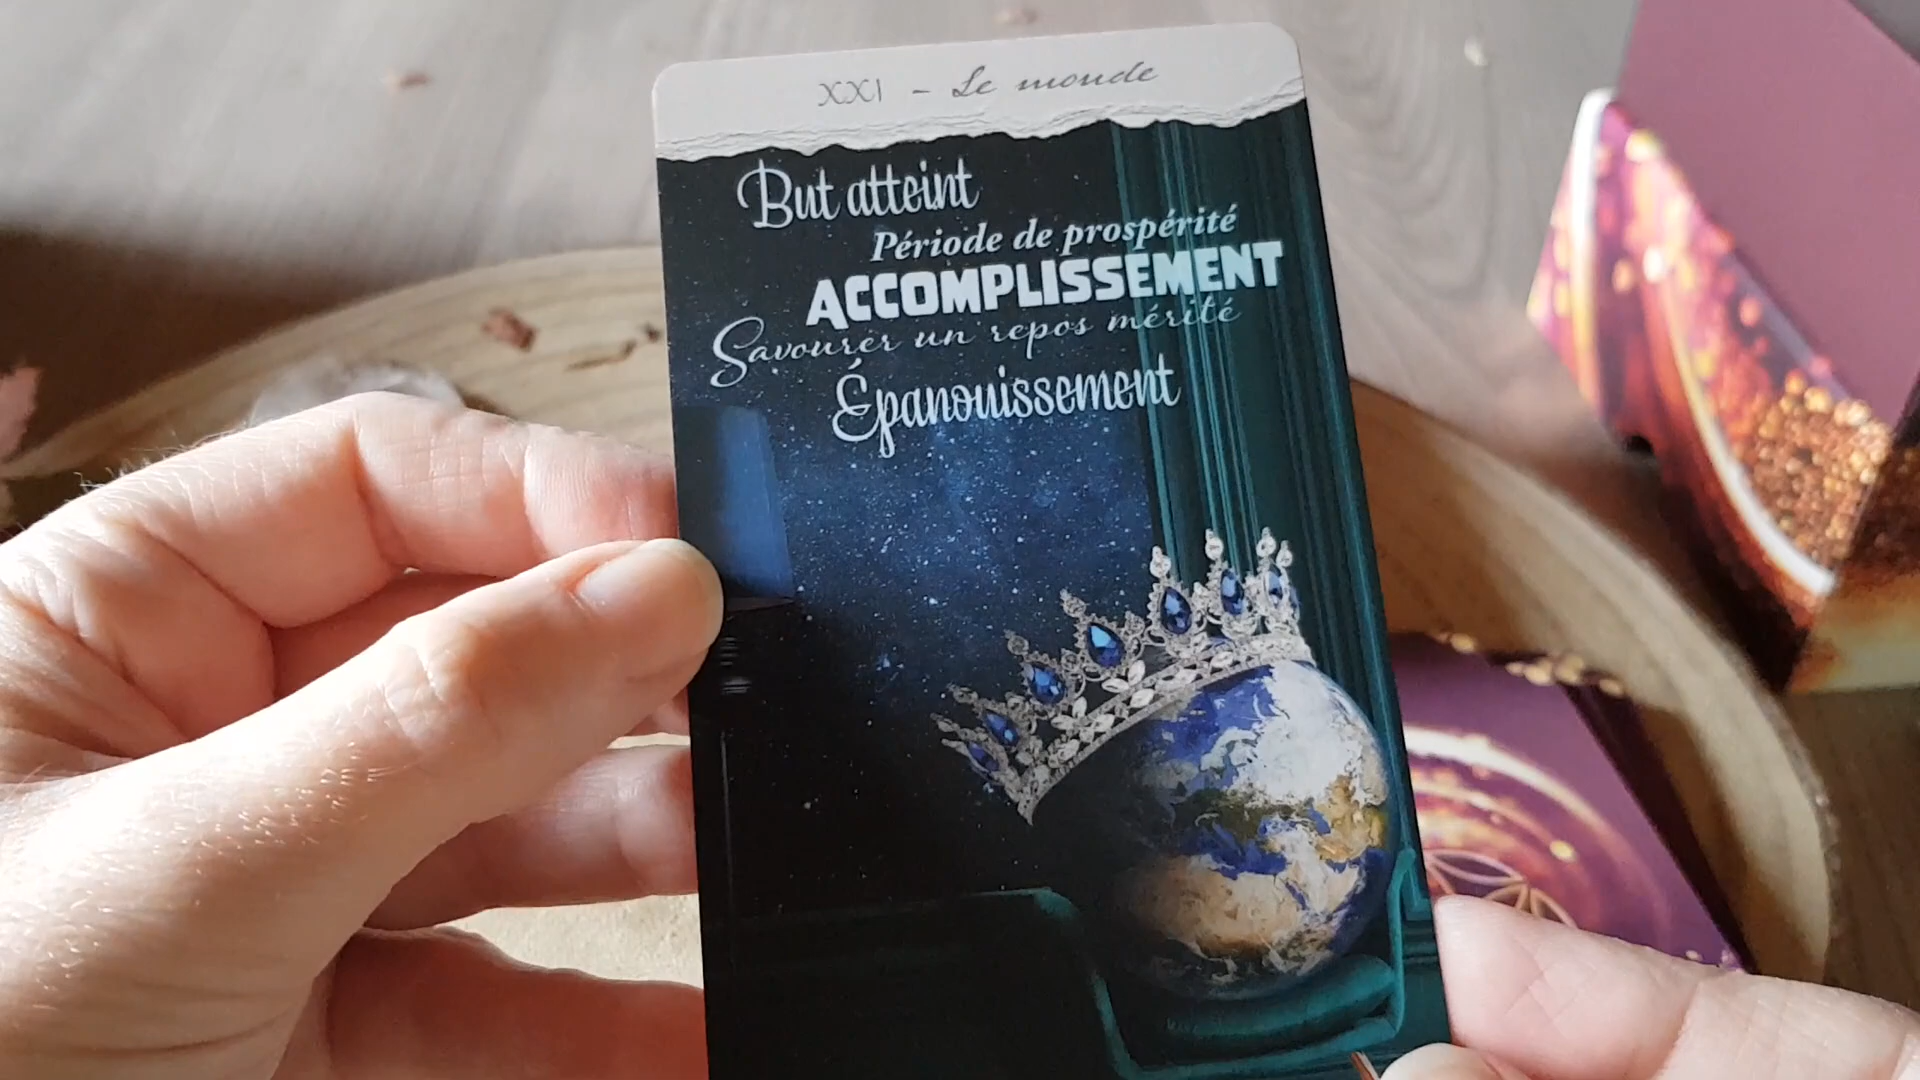 XXI - Le monde
But atteint
Période de prospérité
ACCOMPLISSEMENT
Savourer un repos mérité
Épanouissement